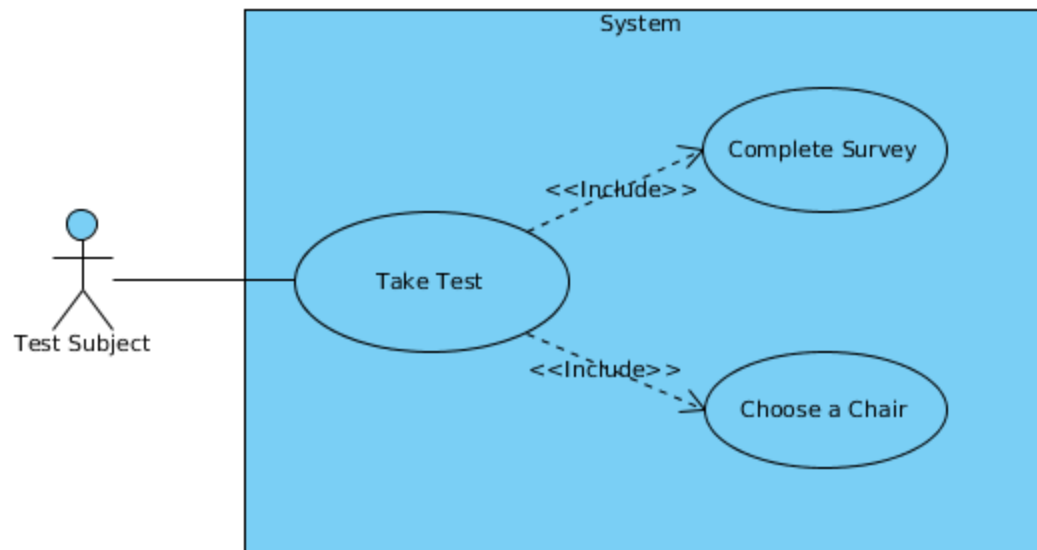 System
Complete Survey
<<Include>>
Take Test
Test Subject
<<Include>>
Choose a Chair